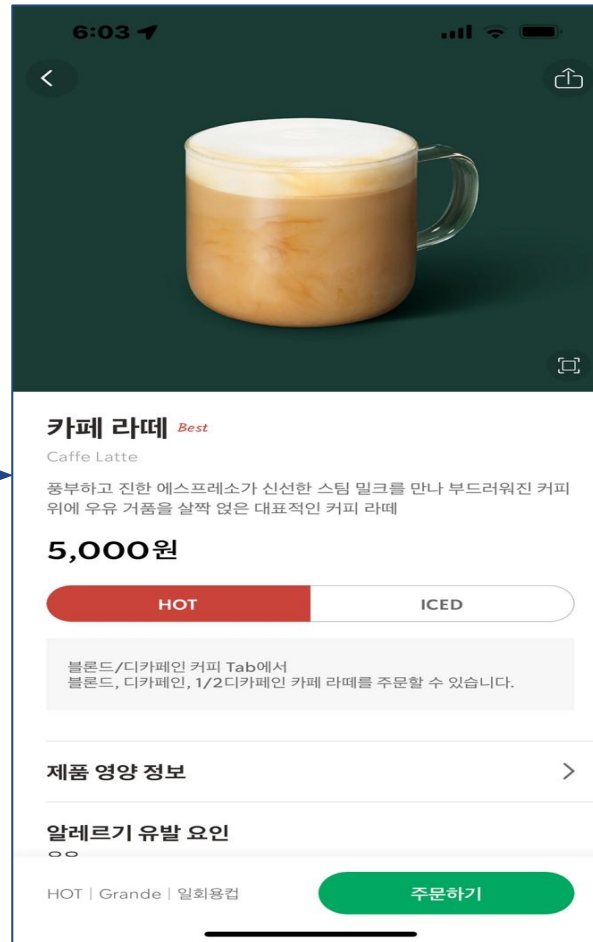 6:03
카페 라떼 Best
Caffe Latte
풍부하고 진한 에스프레소가 신선한 스팀 밀크를 만나 부드러워진 커피
위에 우유 거품을 살짝 얹은 대표적인 커피 라떼
5,000원
HOT
ICED
블론드/디카페인 커피 Tab에서
블론드, 디카페인, 1/2디카페인 카페 라떼를 주문할 수 있습니다.
제품 영양 정보
알레르기 유발 요인
HOT | Grande | 일회용컵
주문하기